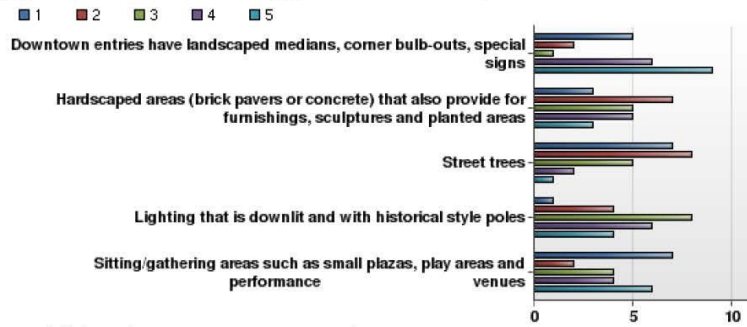 1 2 3 4 5
Downtown entries have landscaped medians, corner bulb-outs, special
signs
Hardscaped areas (brick pavers or concrete) that also provide for
furnishings, sculptures and planted areas
Street trees
Lighting that is downlit and with historical style poles
Sitting/gathering areas such as small plazas, play areas and
performance venues
0 5 10